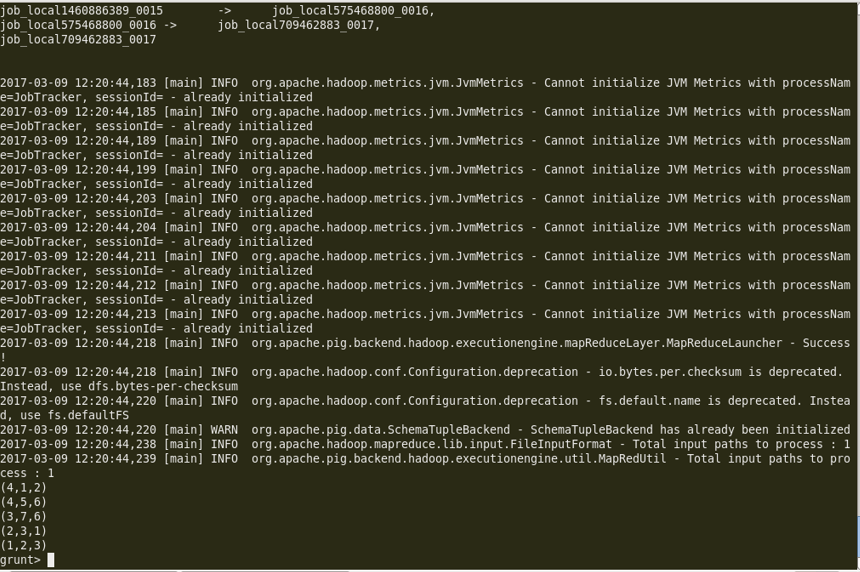 job_local1460886389_0015        ->      job_local575468800_0016,
job_local575468800_0016 ->      job_local709462883_0017,
job_local709462883_0017
2017-03-09 12:20:44,183 [main] INFO  org.apache.hadoop.metrics.jvm.JvmMetrics - Cannot initialize JVM Metrics with processNam
e=JobTracker, sessionId= - already initialized
2017-03-09 12:20:44,185 [main] INFO  org.apache.hadoop.metrics.jvm.JvmMetrics - Cannot initialize JVM Metrics with processNam
e=JobTracker, sessionId= - already initialized
2017-03-09 12:20:44,189 [main] INFO  org.apache.hadoop.metrics.jvm.JvmMetrics - Cannot initialize JVM Metrics with processNam
e=JobTracker, sessionId= - already initialized
2017-03-09 12:20:44,199 [main] INFO  org.apache.hadoop.metrics.jvm.JvmMetrics - Cannot initialize JVM Metrics with processNam
e=JobTracker, sessionId= - already initialized
2017-03-09 12:20:44,203 [main] INFO  org.apache.hadoop.metrics.jvm.JvmMetrics - Cannot initialize JVM Metrics with processNam
e=JobTracker, sessionId= - already initialized
2017-03-09 12:20:44,204 [main] INFO  org.apache.hadoop.metrics.jvm.JvmMetrics - Cannot initialize JVM Metrics with processNam
e=JobTracker, sessionId= - already initialized
2017-03-09 12:20:44,211 [main] INFO  org.apache.hadoop.metrics.jvm.JvmMetrics - Cannot initialize JVM Metrics with processNam
e=JobTracker, sessionId= - already initialized
2017-03-09 12:20:44,212 [main] INFO  org.apache.hadoop.metrics.jvm.JvmMetrics - Cannot initialize JVM Metrics with processNam
e=JobTracker, sessionId= - already initialized
2017-03-09 12:20:44,213 [main] INFO  org.apache.hadoop.metrics.jvm.JvmMetrics - Cannot initialize JVM Metrics with processNam
e=JobTracker, sessionId= - already initialized
2017-03-09 12:20:44,218 [main] INFO  org.apache.pig.backend.hadoop.executionengine.mapReduceLayer.MapReduceLauncher - Success
!
2017-03-09 12:20:44,218 [main] INFO  org.apache.hadoop.conf.Configuration.deprecation - io.bytes.per.checksum is deprecated.
Instead, use dfs.bytes-per-checksum
2017-03-09 12:20:44,220 [main] INFO  org.apache.hadoop.conf.Configuration.deprecation - fs.default.name is deprecated. Instea
d, use fs.defaultFS
2017-03-09 12:20:44,220 [main] WARN  org.apache.pig.data.SchemaTupleBackend - SchemaTupleBackend has already been initialized
2017-03-09 12:20:44,238 [main] INFO  org.apache.hadoop.mapreduce.lib.input.FileInputFormat - Total input paths to process : 1
2017-03-09 12:20:44,239 [main] INFO  org.apache.pig.backend.hadoop.executionengine.util.MapRedUtil - Total input paths to pro
cess : 1
(4,1,2)
(4,5,6)
(3,7,6)
(2,3,1)
(1,2,3)
grunt>